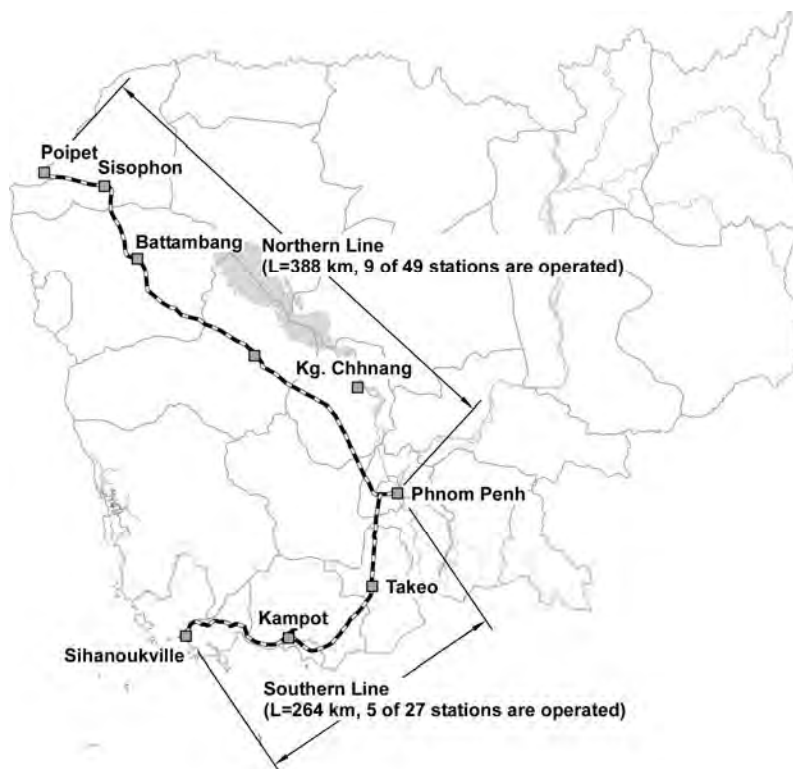 Poipet
Sisophon
Battambang
Northern Line
(L=388 km, 9 of 49 stations are operated)
Kg. Chhnang
Phnom Penh
Takeo
Kampot
Sihanoukville
Southern Line
(L=264 km, 5 of 27 stations are operated)